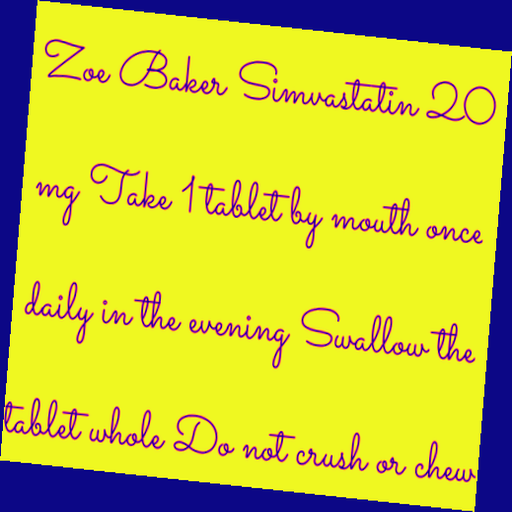 Zoe Baker Simvastatin 20
mg Take 1 tablet by mouth once
daily in the evening Swallow the
tablet whole Do not crush or chew